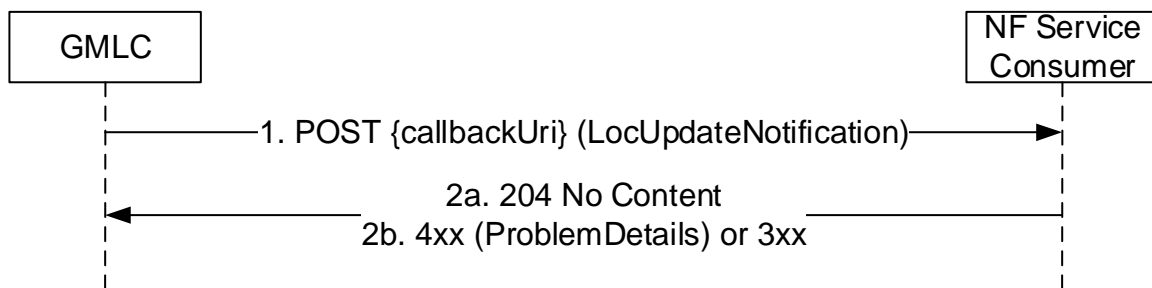 GMLC
NF Service
Consumer
1. POST {callbackUri} (LocUpdateNotification)
2a. 204 No Content
2b. 4xx (ProblemDetails) or 3xx